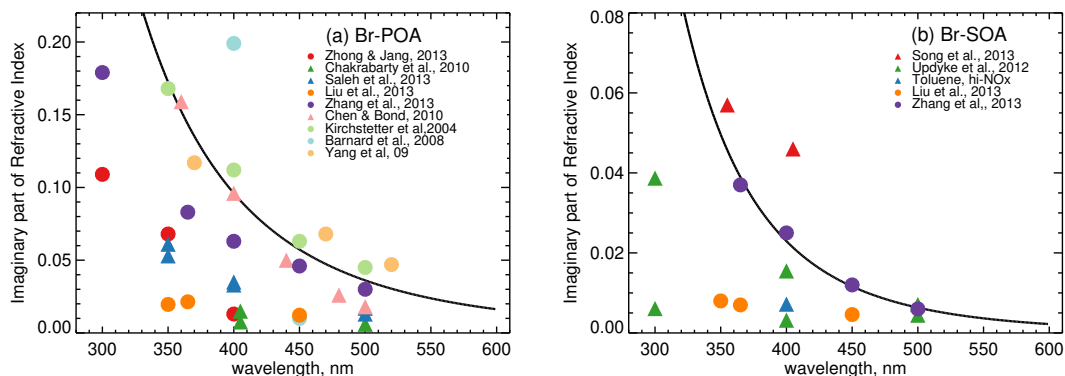 (a) Br-POA
Zhong & Jang, 2013
Chakrabarty et al., 2010
Saleh et al., 2013
Liu et al., 2013
Zhang et al., 2013
Chen & Bond, 2010
Kirchstetter et al,2004
Barnard et al., 2008
Yang et al, 09
Imaginary part of Refractive Index
0.20
0.15
0.10
0.05
0.00
300 350 400 450 500 550 600
wavelength, nm
(b) Br-SOA
Song et al., 2013
Updyke et al., 2012
Toluene, hi-NOx
Liu et al., 2013
Zhang et al,, 2013
Imaginary part of Refractive Index
0.08
0.06
0.04
0.02
0.00
300 350 400 450 500 550 600
wavelength, nm